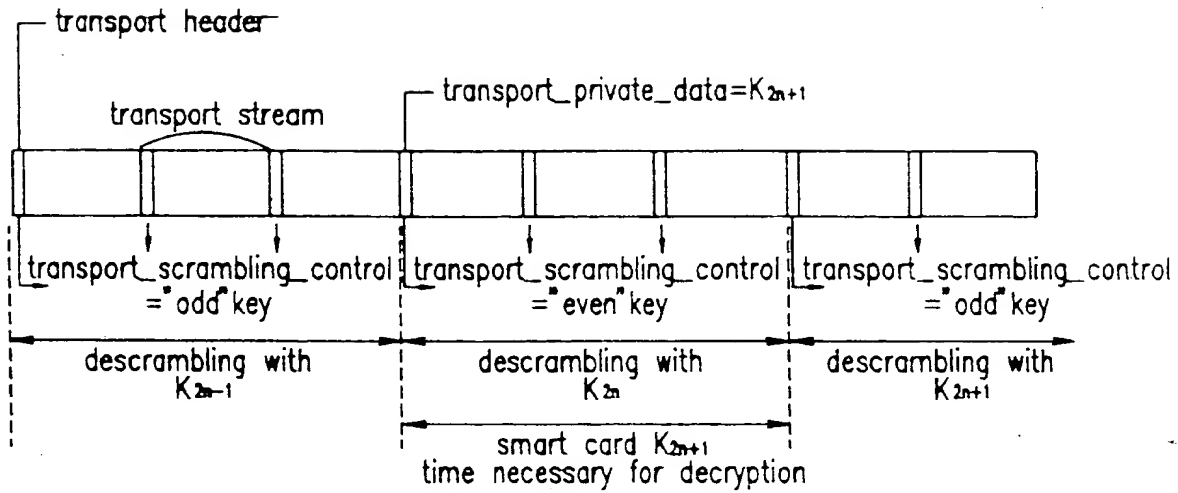 transport header
transport_private_data=K2n+1
transport stream
transport_scrambling_control
="odd" key
transport_scrambling_control
="even" key
transport_scrambling_control
="odd" key
descrambling with
K2n-1
descrambling with
K2n
descrambling with
K2n+1
smart card K2n+1
time necessary for decryption